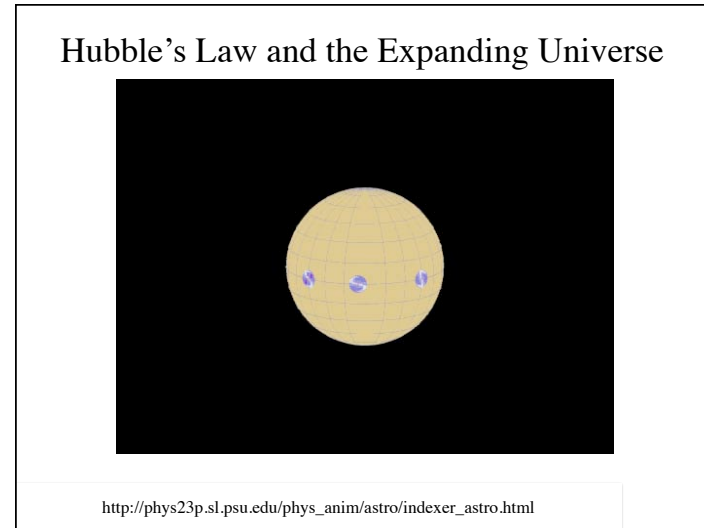 Hubble’s Law and the Expanding Universe
http://phys23p.sl.psu.edu/phys_anim/astro/indexer_astro.html